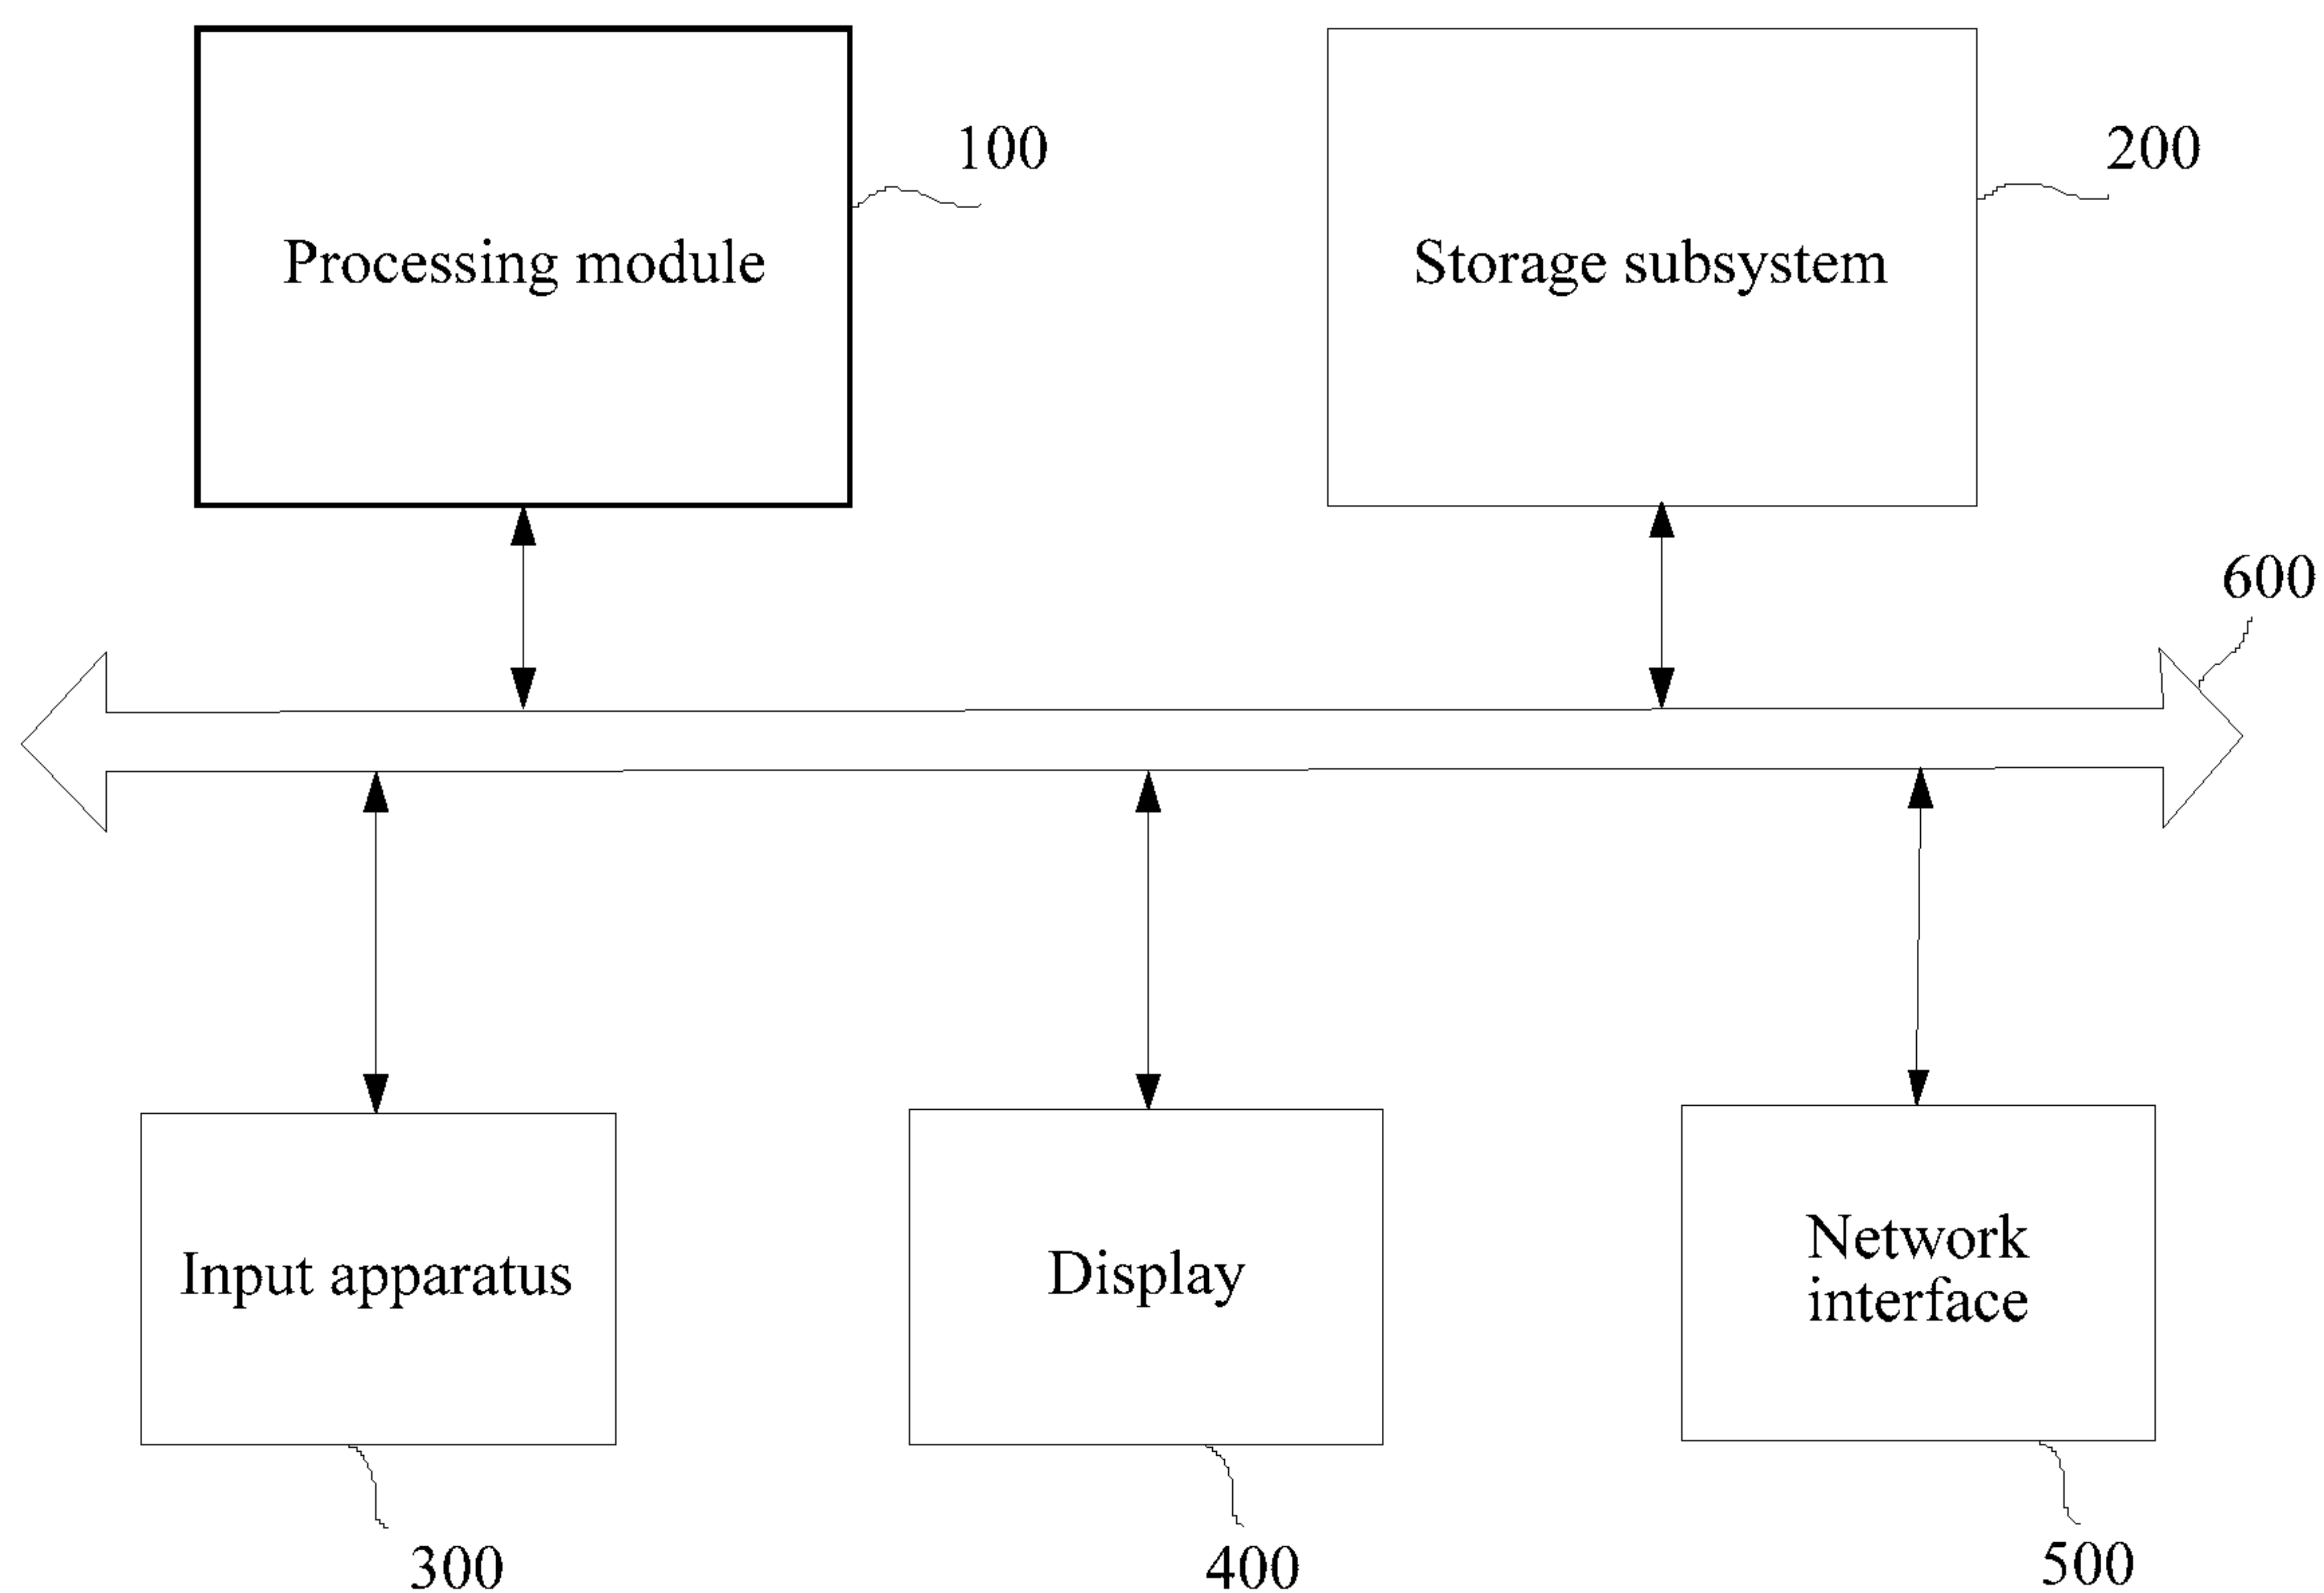 100
200
Processing module
Storage subsystem
600
Input apparatus
Display
Network
interface
300
400
500